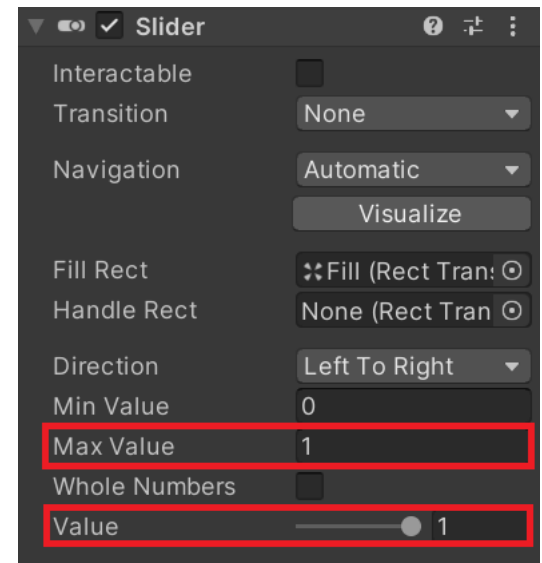 Slider
Interactable
Transition None
Navigation Automatic
Visualize
Fill Rect Fill (Rect Trans
Handle Rect None (Rect Tran
Direction Left To Right
Min Value 0
Max Value 1
Whole Numbers
Value 1